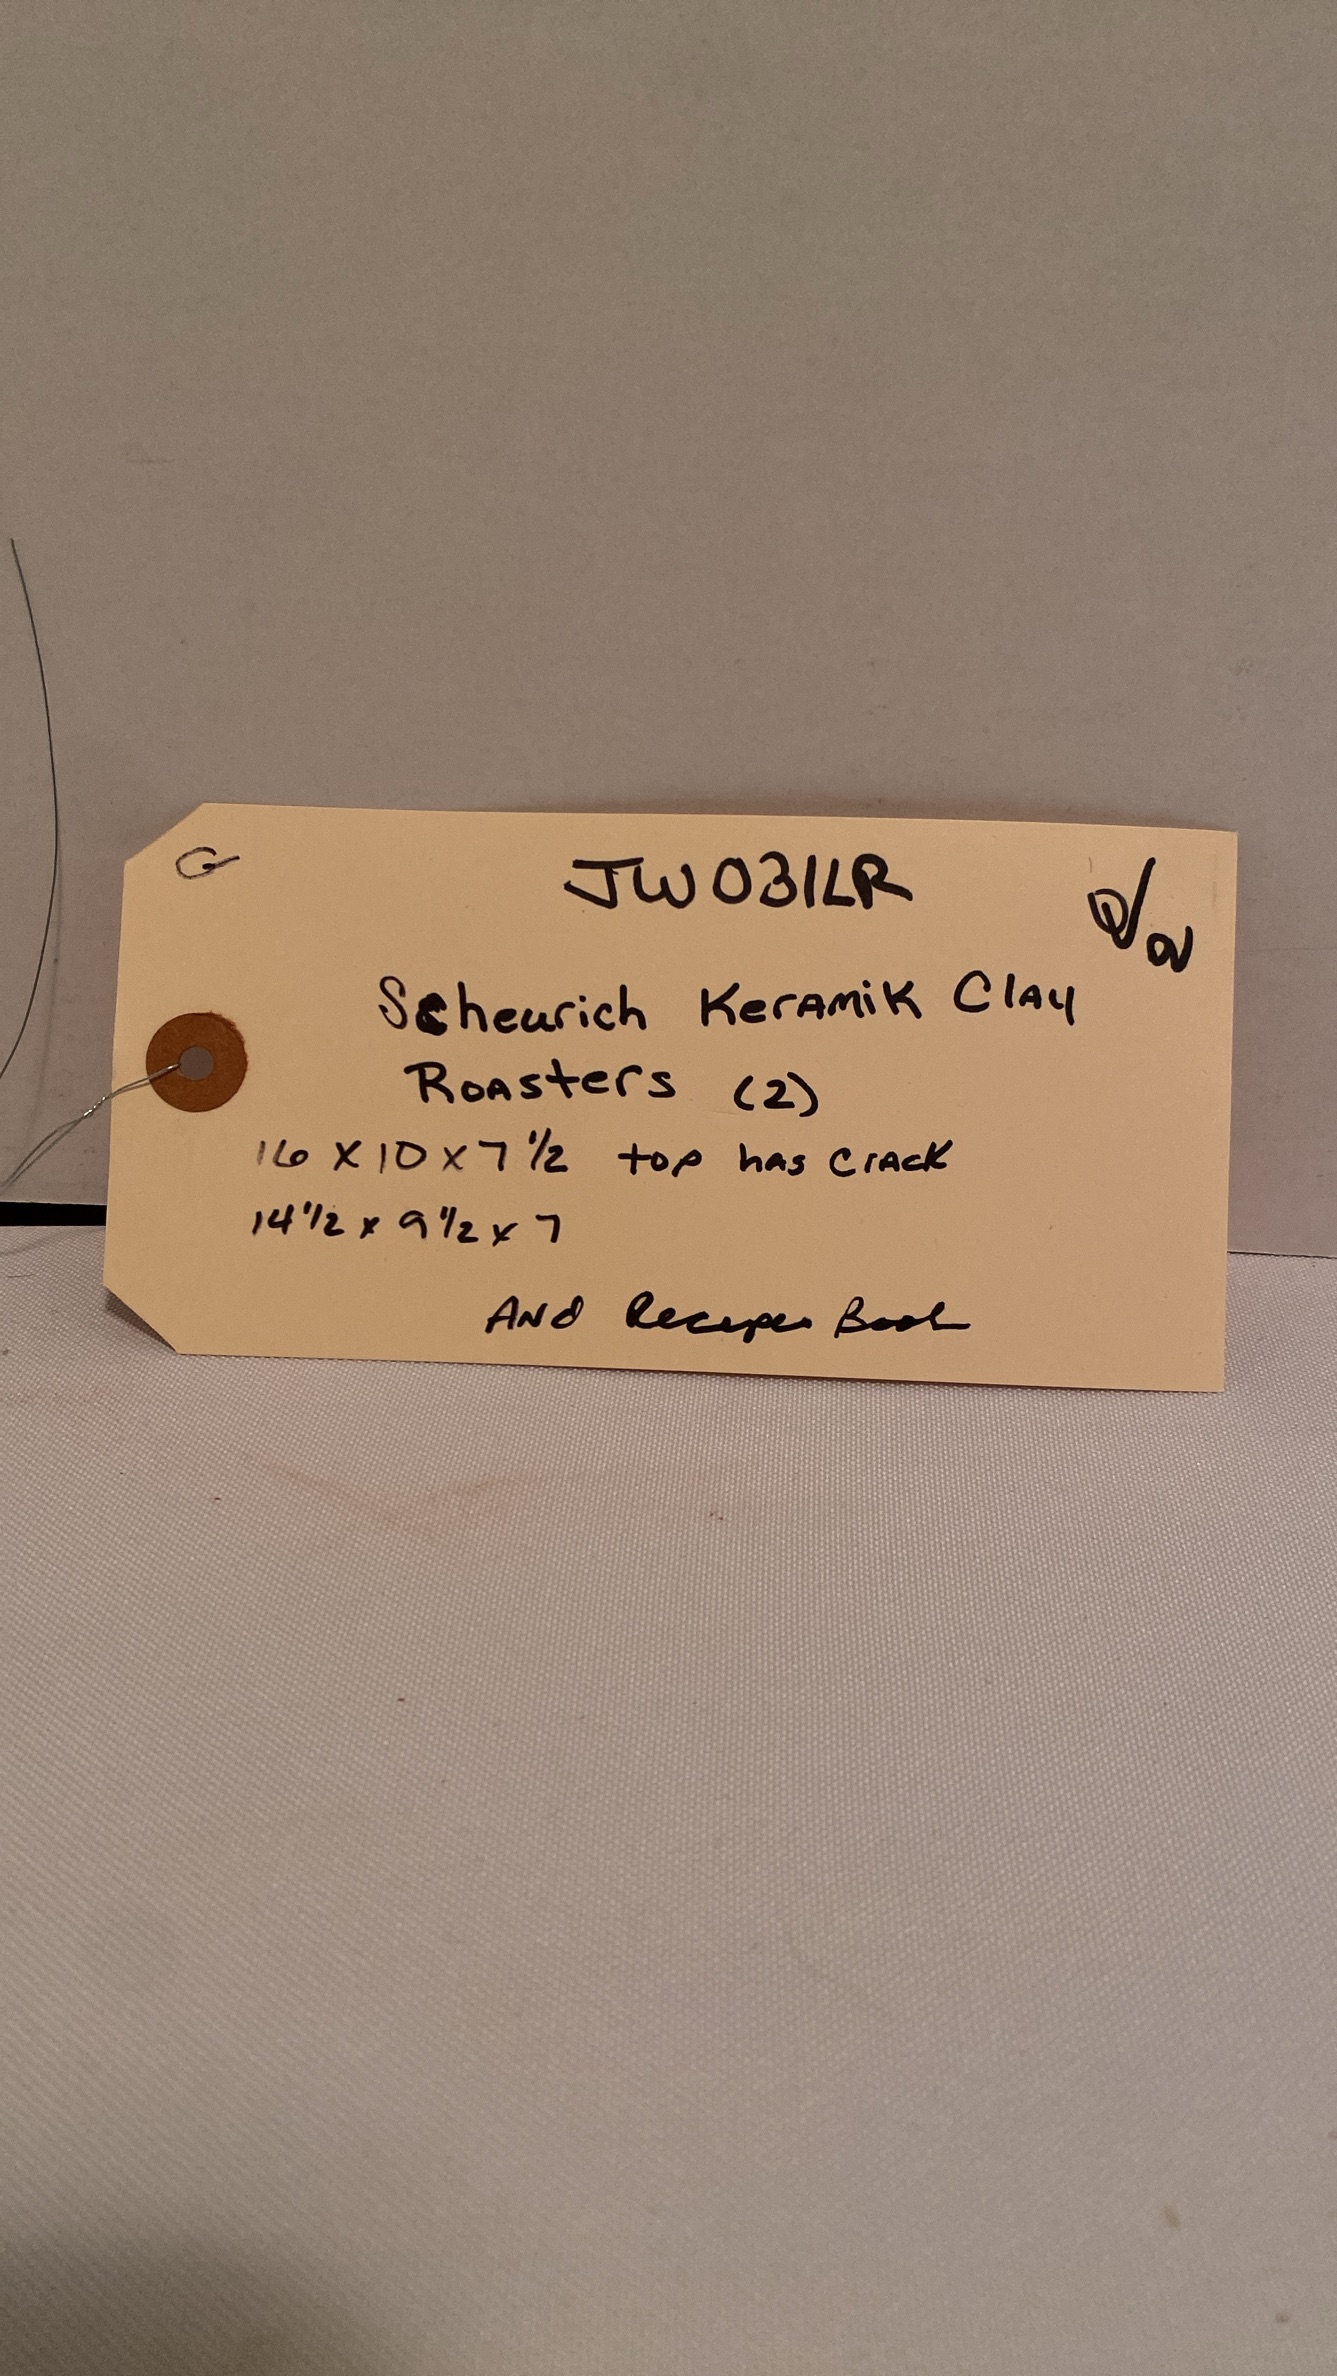 G
JW031LR
Scheurich Keramik Clay
Roasters (2)
16 x 10 x 7 1/2 top has crack
14 1/2 x 9 1/2 x 7
And Recepes Book